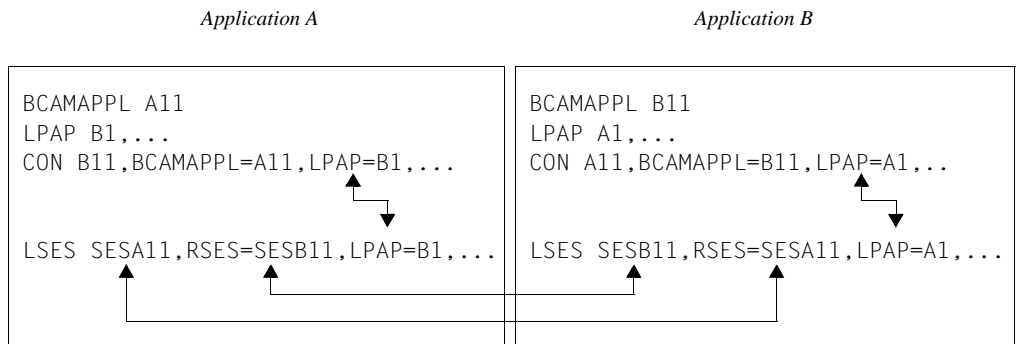 Application A
Application B
BCAMAPPL A11
LPAP B1,...
CON B11,BCAMAPPL=A11,LPAP=B1,...
LSES SESA11,RSES=SESB11,LPAP=B1,...
BCAMAPPL B11
LPAP A1,...
CON A11,BCAMAPPL=B11,LPAP=A1,..
LSES SESB11,RSES=SESA11,LPAP=A1,...